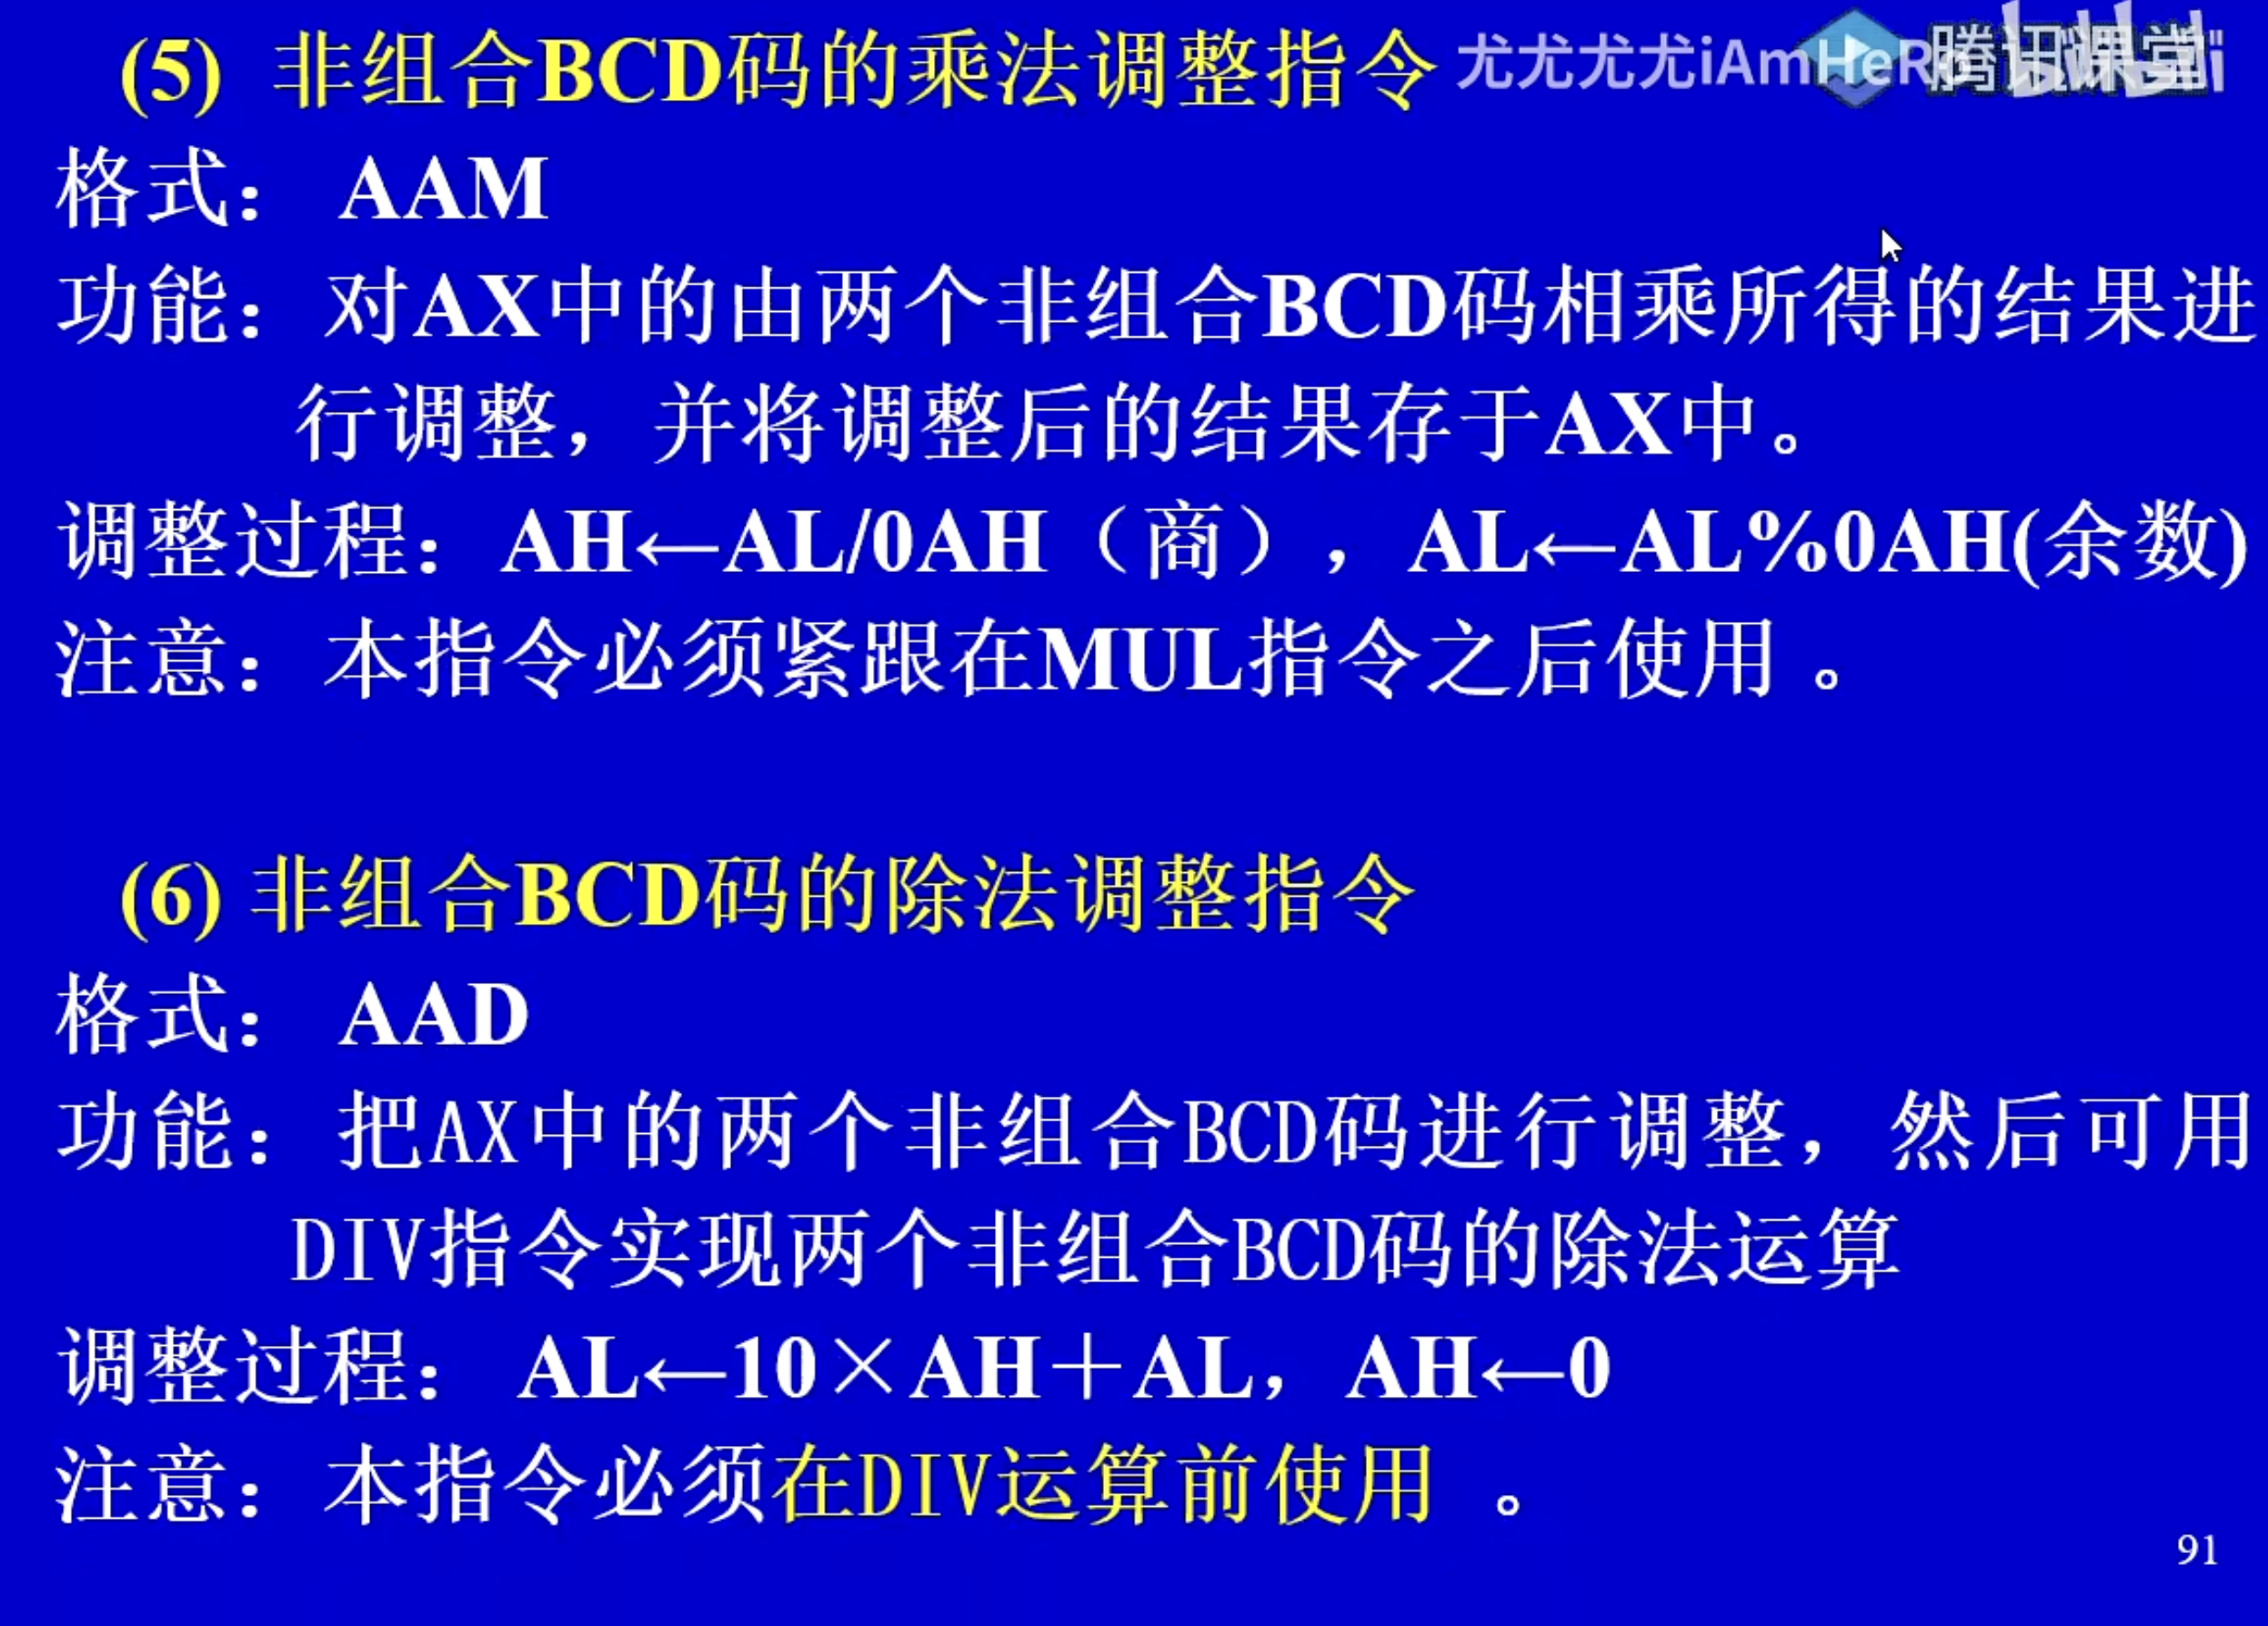 (5) 非组合BCD码的乘法调整指令
尤尤尤尤iAmHeR
腾讯课堂
格式： AAM
功能： 对AX中的由两个非组合BCD码相乘所得的结果进
行调整， 并将调整后的结果存于AX中。
调整过程： AH←AL/0AH（商），AL←AL%0AH(余数)
注意： 本指令必须紧跟在MUL指令之后使用 。
(6) 非组合BCD码的除法调整指令
格式： AAD
功能： 把AX中的两个非组合BCD码进行调整， 然后可用
DIV指令实现两个非组合BCD码的除法运算
调整过程： AL←10×AH＋AL， AH←0
注意： 本指令必须在DIV运算前使用 。
91